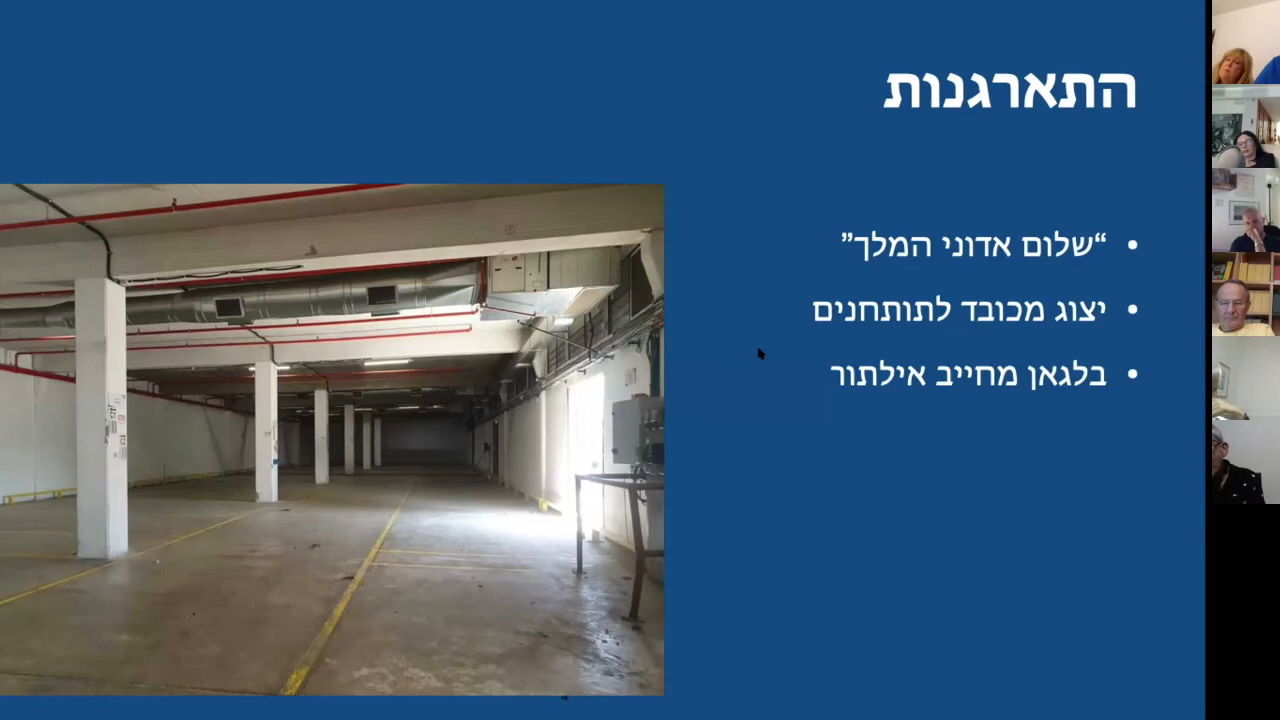 התארגנות
• “שלום אדוני המלך”
• יצוג מכובד לתותחנים
• בלגאן מחייב אילתור